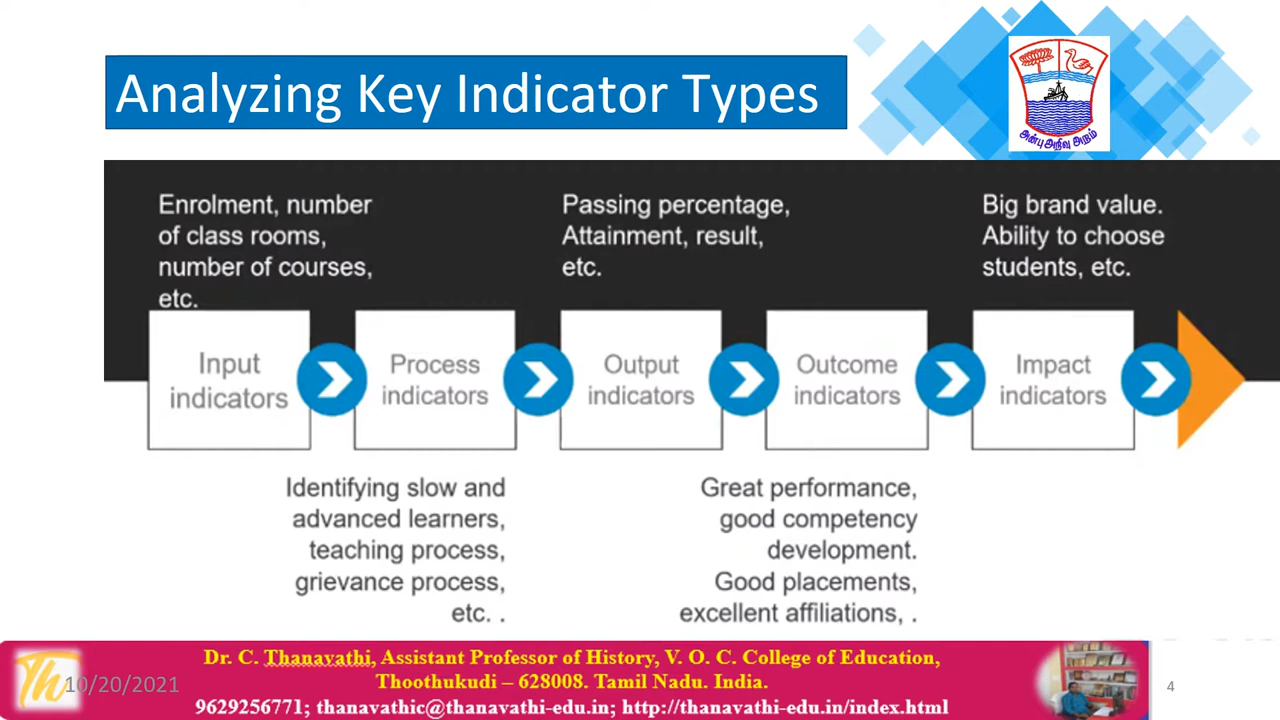 Analyzing Key Indicator Types
அன்பு அறிவு அறம்
Enrolment, number
of class rooms,
number of courses,
etc.
Passing percentage,
Attainment, result,
etc.
Big brand value.
Ability to choose
students, etc.
Input
indicators
Process
indicators
Output
indicators
Outcome
indicators
Impact
indicators
Identifying slow and
advanced learners,
teaching process,
grievance process,
etc. .
Great performance,
good competency
development.
Good placements,
excellent affiliations, .
Th
10/20/2021
Dr. C. Thanavathi, Assistant Professor of History, V. O. C. College of Education,
Thoothukudi – 628008. Tamil Nadu. India.
9629256771; thanavathic@thanavathi-edu.in; http://thanavathi-edu.in/index.html
4